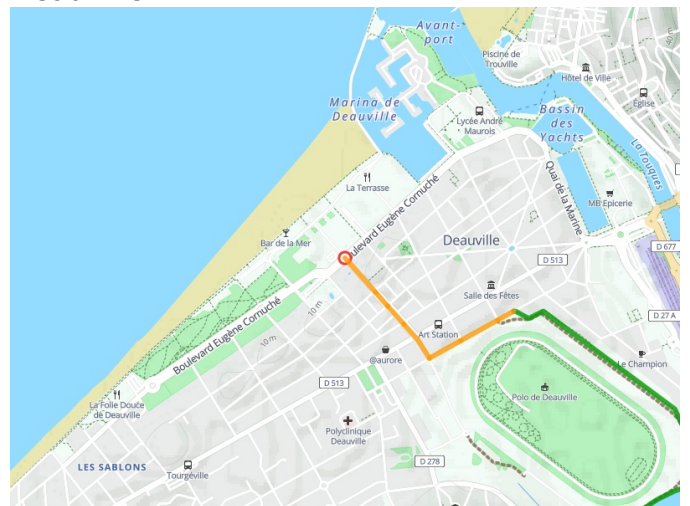 Avant-
port
Piscine de
Trouville
Hôtel de Ville
40 m
Église
Marina de
Deauville
Lycée André
Maurois
Bassin
des
Yachts
La Touques
Quai de la Marine
MB Epicerie
La Terrasse
Bar de la Mer
Boulevard Eugène Cornuché
Deauville
D 513
D 677
Salle des Fêtes
10 m
Boulevard Eugène Cornuché
10 m
Art Station
D 27 A
@aurore
Le Champion
D 513
Polo de Deauville
La Folle Douce
de Deauville
Polyclinique
Deauville
LES SABLONS
Tourgéville
D 278